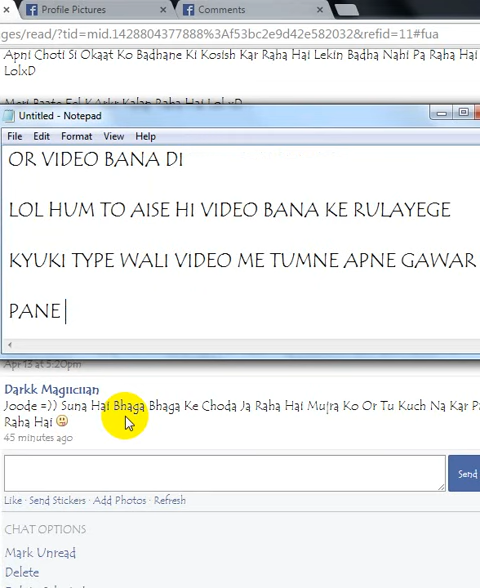 Profile Pictures
Comments
ges/read/?tid=mid.1428804377888%3Af53bc2e9d42e582032&refid=11#fua
Apni Choti Si Okaat Ko Badhane Ki Kosish Kar Raha Hai Lekin Badha Nahi Pa Raha Hai
LolxD
Untitled - Notepad
File Edit Format View Help
OR VIDEO BANA DI
LOL HUM TO AISE HI VIDEO BANA KE RULAYEGE
KYUKI TYPE WALI VIDEO ME TUMNE APNE GAWAR
PANE
Apr 13 at 5:20pm
Darkk Magiiciian
Joode =)) Suna Hai Bhaga Bhaga Ke Choda Ja Raha Hai Mujra Ko Or Tu Kuch Na Kar P
Raha Hai
45 minutes ago
Send
Like · Send Stickers · Add Photos · Refresh
CHAT OPTIONS
Mark Unread
Delete